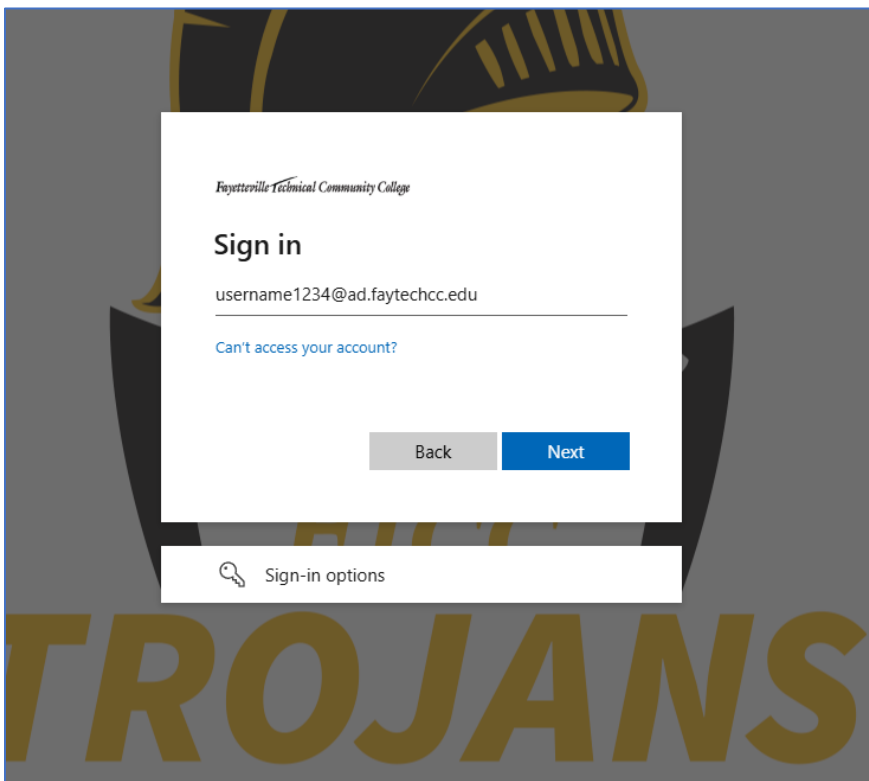 Fayetteville Technical Community College
Sign in
username1234@ad.faytechcc.edu
Can't access your account?
Back
Next
FTCC
Sign-in options
TROJANS